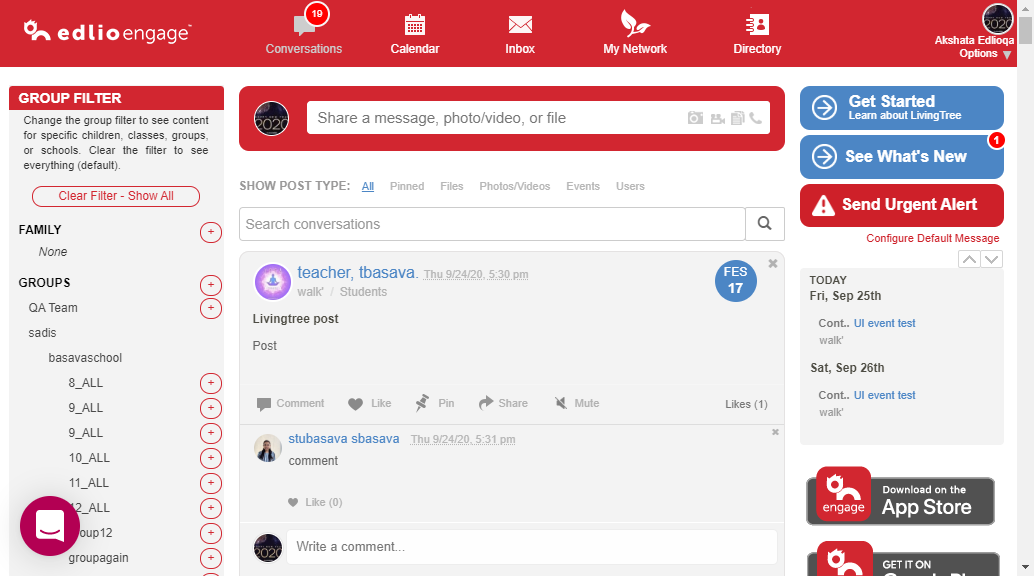 edlio engage™
19
Conversations
Calendar
Inbox
My Network
Directory
Akshata Edlioqa
Options ▼
GROUP FILTER
Change the group filter to see content
for specific children, classes, groups,
or schools. Clear the filter to see
everything (default).
Clear Filter - Show All
FAMILY
None
GROUPS
QA Team
sadis
basavaschool
8_ALL
9_ALL
9_ALL
10_ALL
11_ALL
12_ALL
group12
groupagain
2020
Share a message, photo/video, or file
SHOW POST TYPE: All Pinned Files Photos/Videos Events Users
Search conversations
teacher, tbasava. Thu 9/24/20, 5:30 pm
walk' / Students
FES
17
Livingtree post
Post
Comment Like Pin Share Mute Likes (1)
stubasava sbasava Thu 9/24/20, 5:31 pm
comment
Like (0)
2020
Write a comment...
Get Started
Learn about LivingTree
See What's New
1
Send Urgent Alert
Configure Default Message
TODAY
Fri, Sep 25th
Cont.. UI event test
walk'
Sat, Sep 26th
Cont.. UI event test
walk'
engage
Download on the
App Store
GET IT ON